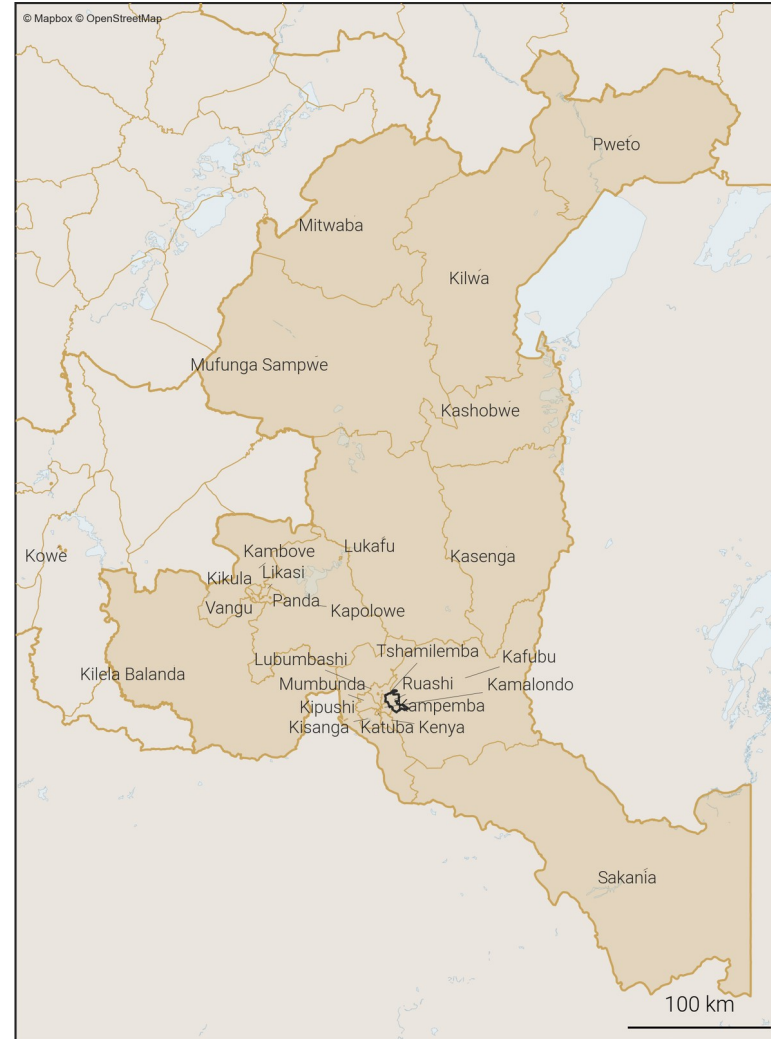 © Mapbox © OpenStreetMap
Pweto
Mitwaba
Kilwa
Mufunga Sampwe
Kashobwe
Kowe
Kambove
Lukafu
Kasenga
Kikula
Likasi
Vangu
Panda
Kapolowe
Kilela Balanda
Lubumbashi
Tshamilemba
Kafubu
Mumbunda
Ruashi
Kamalondo
Kipushi
Kampemba
Kisanga
Katuba
Kenya
Sakania
100 km